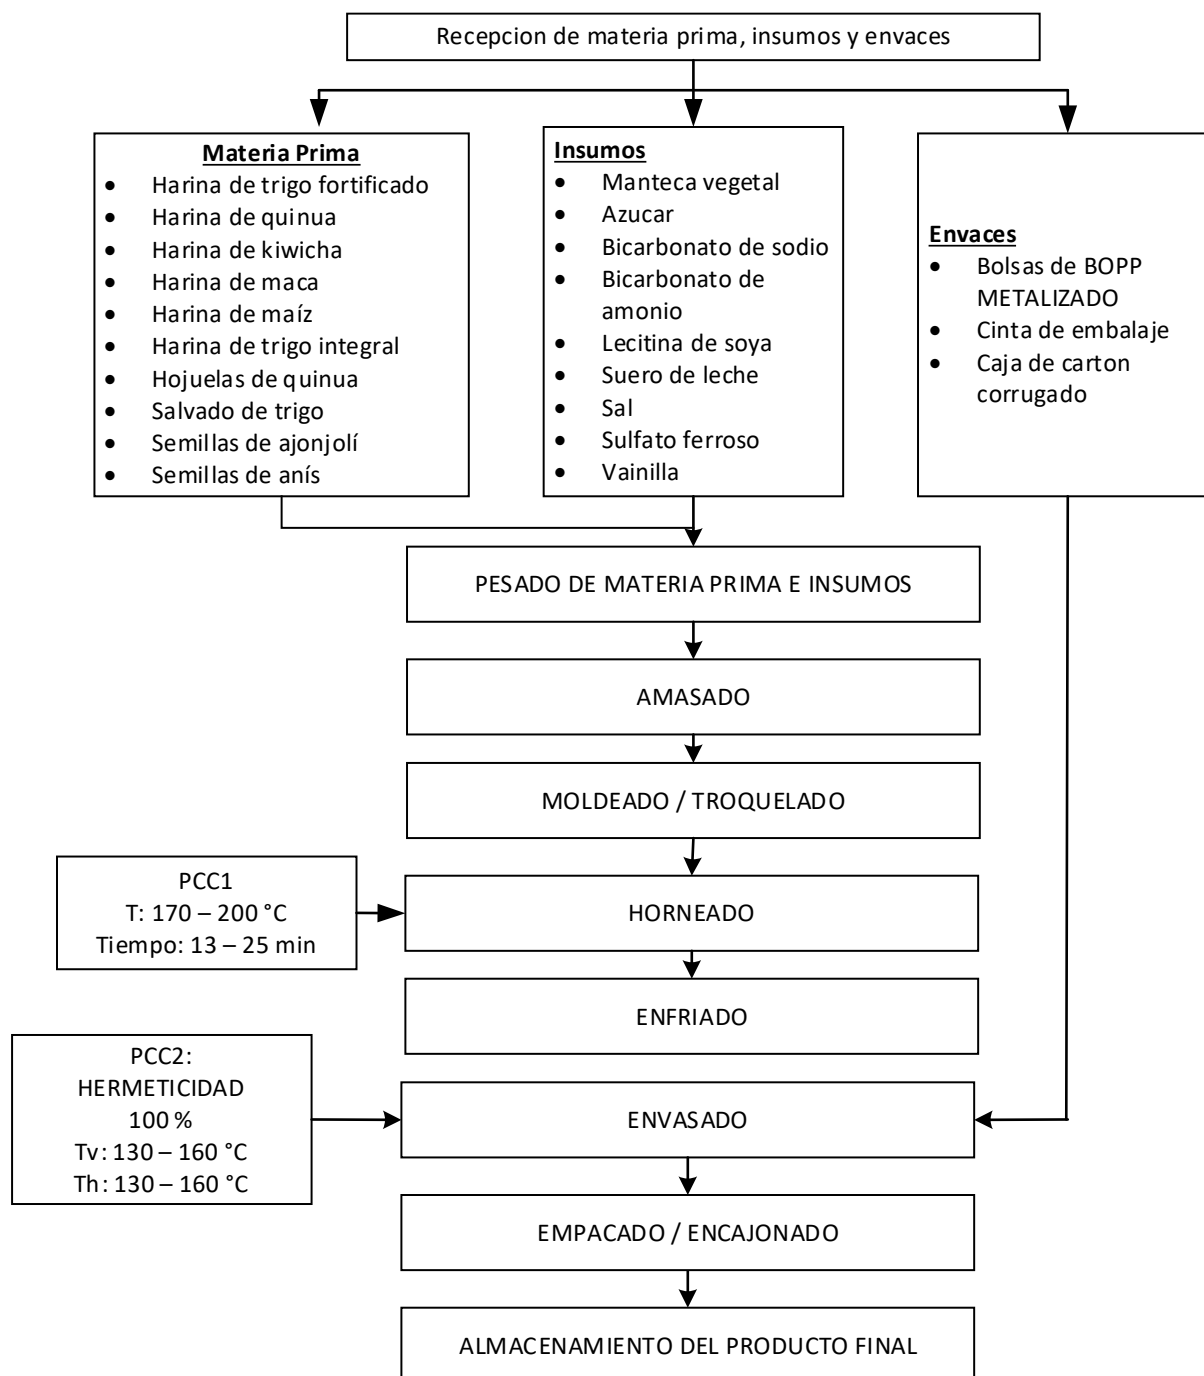 Recepcion de materia prima, insumos y envaces
Materia Prima
• Harina de trigo fortificado
• Harina de quinua
• Harina de kiwicha
• Harina de maca
• Harina de maíz
• Harina de trigo integral
• Hojuelas de quinua
• Salvado de trigo
• Semillas de ajonjolí
• Semillas de anís
Insumos
• Manteca vegetal
• Azucar
• Bicarbonato de sodio
• Bicarbonato de
amonio
• Lecitina de soya
• Suero de leche
• Sal
• Sulfato ferroso
• Vainilla
Envaces
• Bolsas de BOPP
METALIZADO
• Cinta de embalaje
• Caja de carton
corrugado
PESADO DE MATERIA PRIMA E INSUMOS
AMASADO
MOLDEADO / TROQUELADO
PCC1
T: 170 – 200 °C
Tiempo: 13 – 25 min
HORNEADO
ENFRIADO
PCC2:
HERMETICIDAD
100 %
Tv: 130 – 160 °C
Th: 130 – 160 °C
ENVASADO
EMPACADO / ENCAJONADO
ALMACENAMIENTO DEL PRODUCTO FINAL